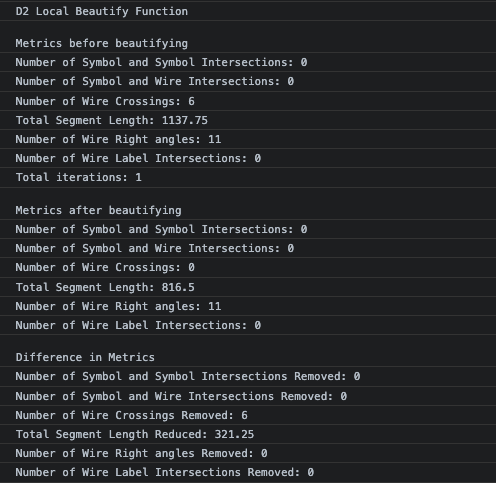 D2 Local Beautify Function
Metrics before beautifying
Number of Symbol and Symbol Intersections: 0
Number of Symbol and Wire Intersections: 0
Number of Wire Crossings: 6
Total Segment Length: 1137.75
Number of Wire Right angles: 11
Number of Wire Label Intersections: 0
Total iterations: 1
Metrics after beautifying
Number of Symbol and Symbol Intersections: 0
Number of Symbol and Wire Intersections: 0
Number of Wire Crossings: 0
Total Segment Length: 816.5
Number of Wire Right angles: 11
Number of Wire Label Intersections: 0
Difference in Metrics
Number of Symbol and Symbol Intersections Removed: 0
Number of Symbol and Wire Intersections Removed: 0
Number of Wire Crossings Removed: 6
Total Segment Length Reduced: 321.25
Number of Wire Right angles Removed: 0
Number of Wire Label Intersections Removed: 0